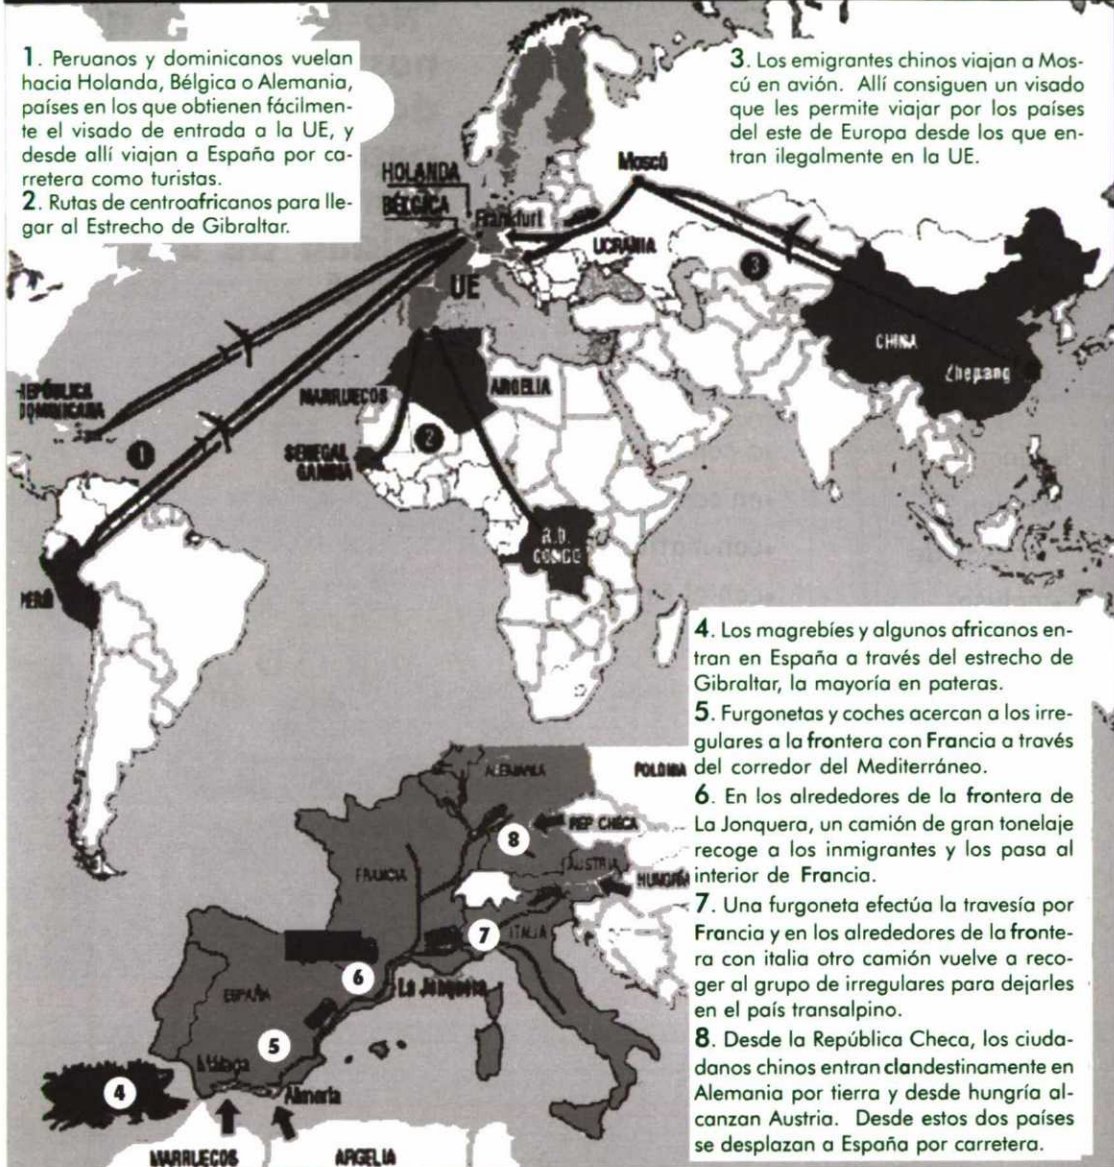 1. Peruanos y dominicanos vuelan
hacia Holanda, Bélgica o Alemania,
países en los que obtienen fácilmen-
te el visado de entrada a la UE, y
desde allí viajan a España por ca-
rretera como turistas.
2. Rutas de centroafricanos para lle-
gar al Estrecho de Gibraltar.
3. Los emigrantes chinos viajan a Mos-
cú en avión. Allí consiguen un visado
que les permite viajar por los países
del este de Europa desde los que en-
tran ilegalmente en la UE.
HOLANDA
BÉLGICA
Frankfurt
Moscú
UCRANIA
UE
3
CHINA
Zhepang
REPÚBLICA
DOMINICANA
1
MARRUECOS
ARGELIA
2
SENEGAL
GAMBIA
R.D.
CONGO
PERÚ
4. Los magrebíes y algunos africanos en-
tran en España a través del estrecho de
Gibraltar, la mayoría en pateras.
5. Furgonetas y coches acercan a los irre-
gulares a la frontera con Francia a través
del corredor del Mediterráneo.
6. En los alrededores de la frontera de
La Jonquera, un camión de gran tonelaje
recoge a los inmigrantes y los pasa al
interior de Francia.
7. Una furgoneta efectúa la travesía por
Francia y en los alrededores de la fronte-
ra con italia otro camión vuelve a reco-
ger al grupo de irregulares para dejarles
en el país transalpino.
8. Desde la República Checa, los ciuda-
danos chinos entran clandestinamente en
Alemania por tierra y desde hungría al-
canzan Austria. Desde estos dos países
se desplazan a España por carretera.
ALEMANIA
POLONIA
REP CHECA
8
AUSTRIA
HUNGRÍA
FRANCIA
7
ITALIA
6
La Jonquera
ESPAÑA
5
Málaga
Almería
4
MARRUECOS
ARGELIA